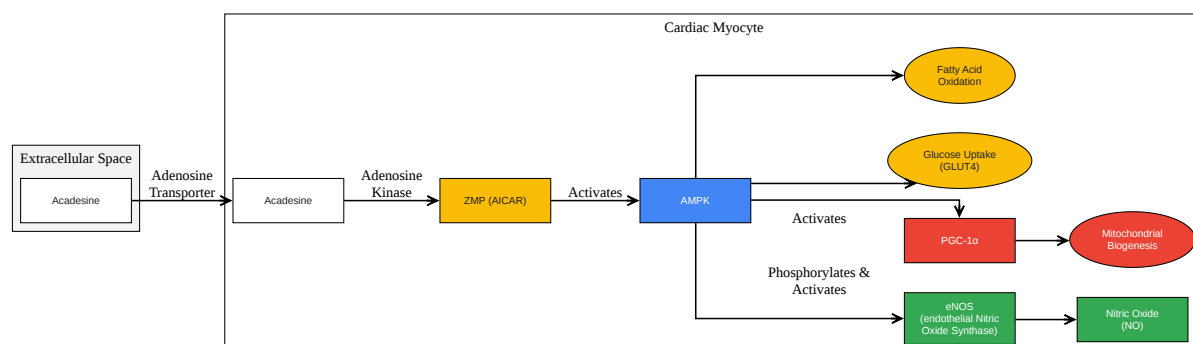 Cardiac Myocyte
Fatty Acid
Oxidation
Extracellular Space
Acadesine
Adenosine
Transporter
Acadesine
Adenosine
Kinase
ZMP (AICAR)
Activates
AMPK
Glucose Uptake
(GLUT4)
Activates
PGC-1α
Mitochondrial
Biogenesis
Phosphorylates &
Activates
eNOS
(endothelial Nitric
Oxide Synthase)
Nitric Oxide
(NO)